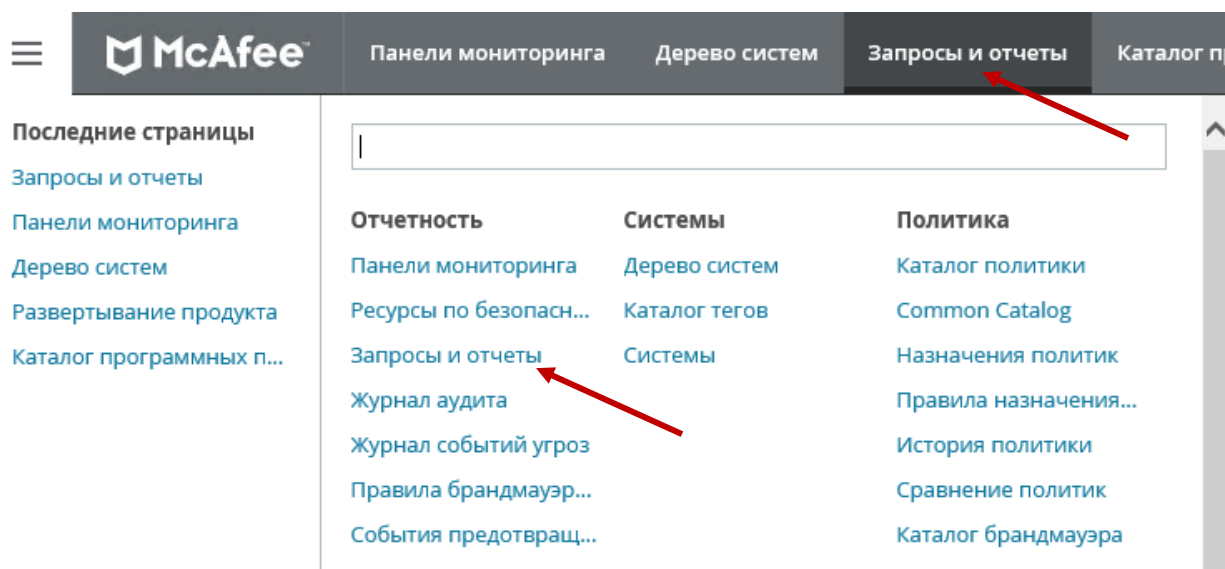 McAfee™ Панели мониторинга Дерево систем Запросы и отчеты Каталог
Последние страницы
Запросы и отчеты
Панели мониторинга
Дерево систем
Развертывание продукта
Каталог программных п...
Отчетность
Панели мониторинга
Ресурсы по безопасн...
Запросы и отчеты
Журнал аудита
Журнал событий угроз
Правила брандмауэр...
События предотвращ...
Системы
Дерево систем
Каталог тегов
Системы
Политика
Каталог политики
Common Catalog
Назначения политик
Правила назначения...
История политики
Сравнение политик
Каталог брандмауэра